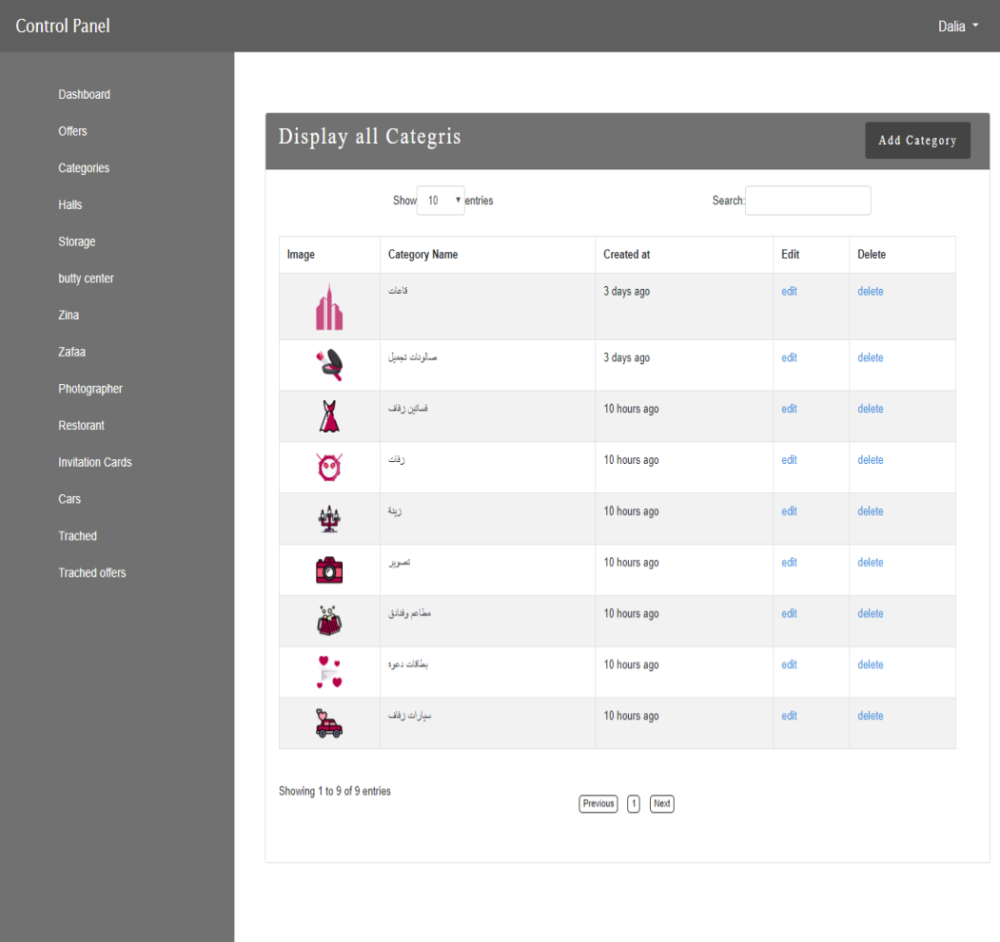 Control Panel
Dalia
Dashboard
Offers
Categories
Halls
Storage
butty center
Zina
Zafaa
Photographer
Restorant
Invitation Cards
Cars
Trached
Trached offers
Display all Categris
Add Category
Show 10 entries
Search:
Image Category Name Created at Edit Delete
قاعات 3 days ago edit delete
صالونات تجميل 3 days ago edit delete
فساتين زفاف 10 hours ago edit delete
زفات 10 hours ago edit delete
زينة 10 hours ago edit delete
تصوير 10 hours ago edit delete
مطاعم وفنادق 10 hours ago edit delete
بطاقات دعوه 10 hours ago edit delete
سيارات زفاف 10 hours ago edit delete
Showing 1 to 9 of 9 entries
Previous 1 Next